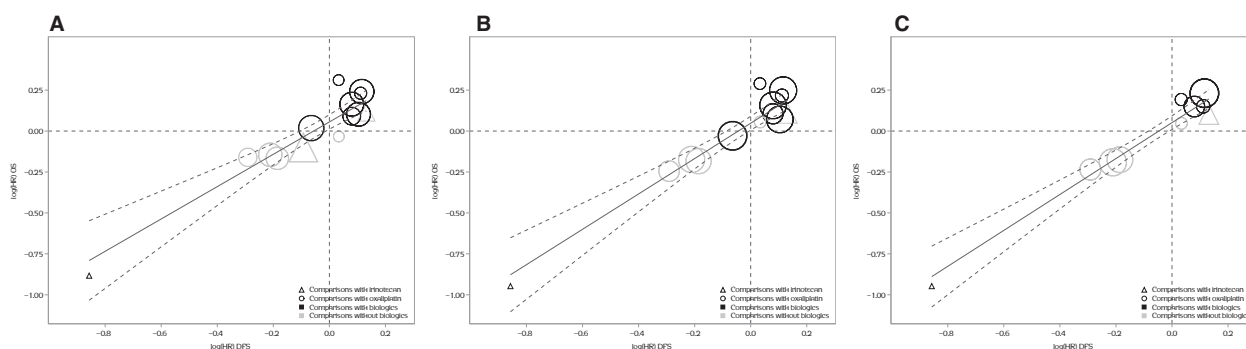 A
0.25
0.00
−0.25
−0.50
−0.75
−1.00
log(HR) OS
−0.8
−0.6
−0.4
−0.2
0.0
0.2
log(HR) DFS
Comparisons with irinotecan
Comparisons with oxaliplatin
Comparisons with biologics
Comparisons without biologics
B
0.25
0.00
−0.25
−0.50
−0.75
−1.00
log(HR) OS
−0.8
−0.6
−0.4
−0.2
0.0
0.2
log(HR) DFS
Comparisons with irinotecan
Comparisons with oxaliplatin
Comparisons with biologics
Comparisons without biologics
C
0.25
0.00
−0.25
−0.50
−0.75
−1.00
log(HR) OS
−0.8
−0.6
−0.4
−0.2
0.0
0.2
log(HR) DFS
Comparisons with irinotecan
Comparisons with oxaliplatin
Comparisons with biologics
Comparisons without biologics